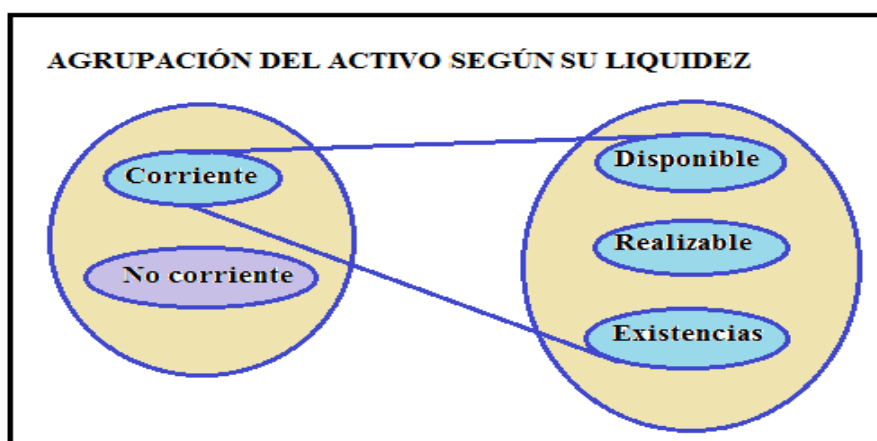 AGRUPACIÓN DEL ACTIVO SEGÚN SU LIQUIDEZ
Corriente
No corriente
Disponible
Realizable
Existencias